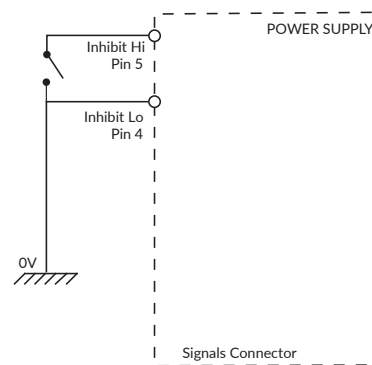 POWER SUPPLY
Inhibit Hi
Pin 5
Inhibit Lo
Pin 4
0V
Signals Connector